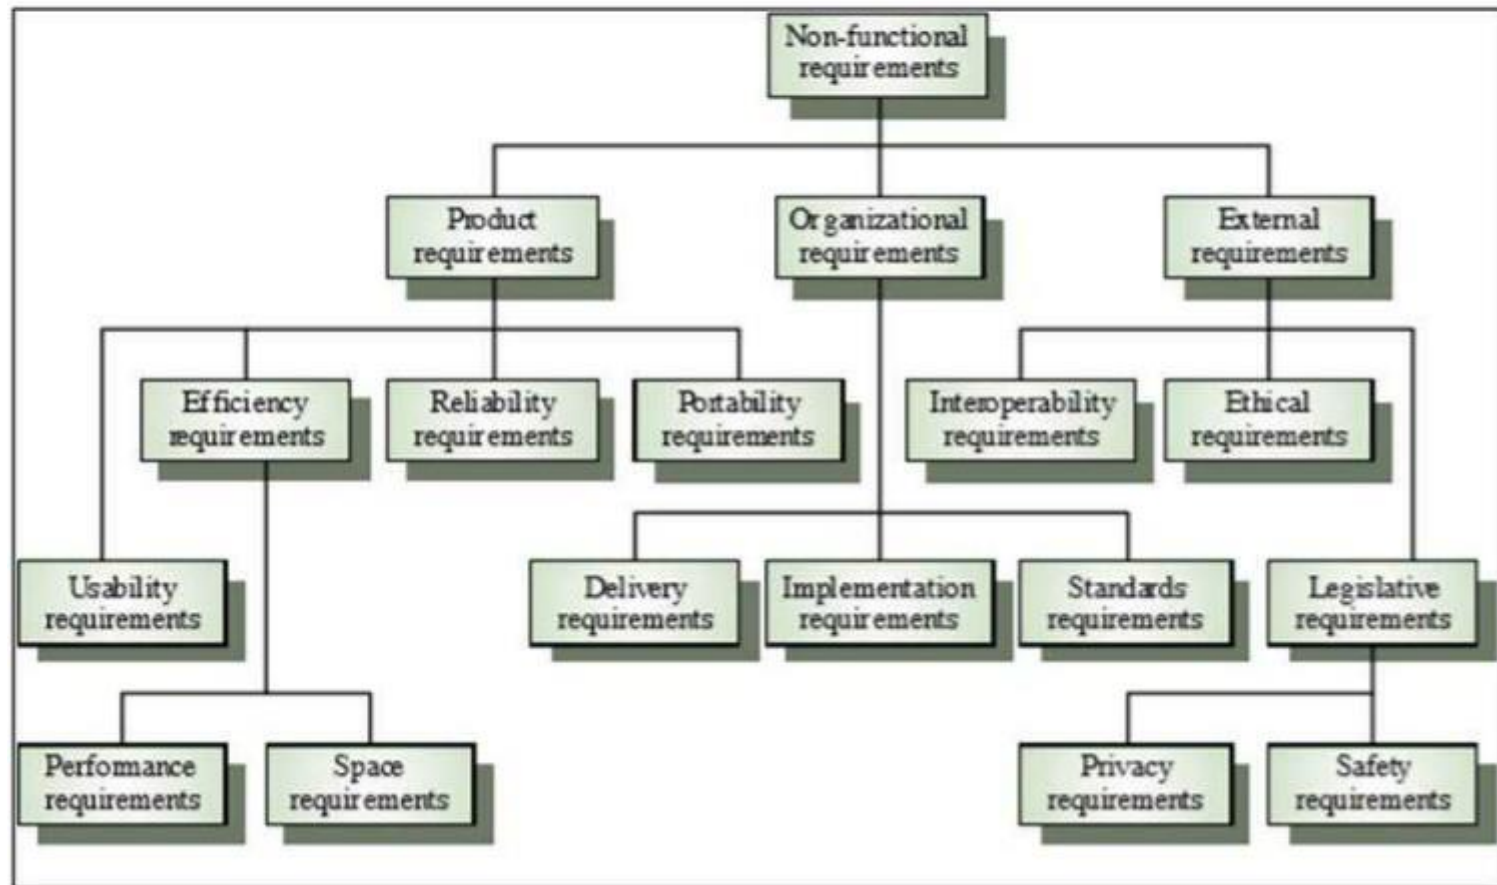 Non-functional
requirements
Product
requirements
Organizational
requirements
External
requirements
Efficiency
requirements
Reliability
requirements
Portability
requirements
Interoperability
requirements
Ethical
requirements
Usability
requirements
Delivery
requirements
Implementation
requirements
Standards
requirements
Legislative
requirements
Performance
requirements
Space
requirements
Privacy
requirements
Safety
requirements